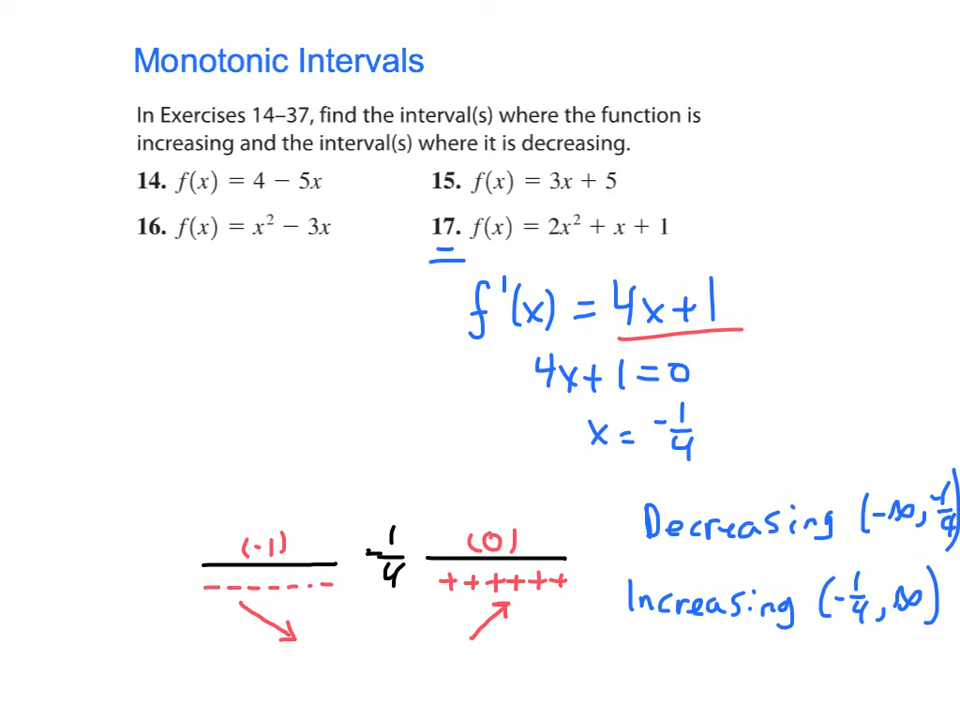 Monotonic Intervals
In Exercises 14–37, find the interval(s) where the function is
increasing and the interval(s) where it is decreasing.
14. f(x) = 4 − 5x 15. f(x) = 3x + 5
16. f(x) = x² − 3x 17. f(x) = 2x² + x + 1
f'(x) = 4x+1
4x+1=0
x = -1/4
Decreasing (-∞, -1/4)
(-1) -1/4 (0)
------- ++++++
Increasing (-1/4, ∞)